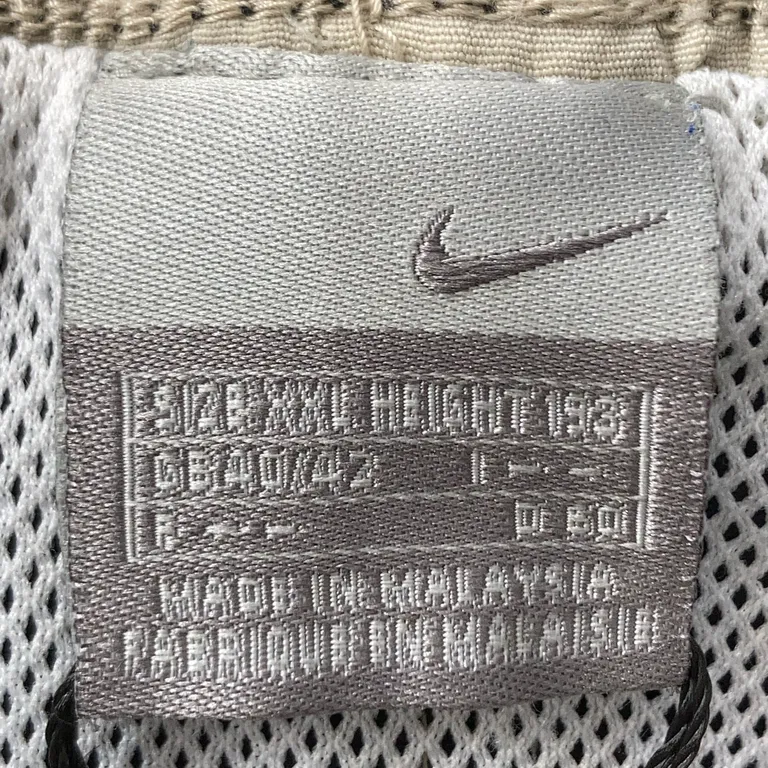 SIZE XXL HEIGHT 193
GB 40/42 I - -
F - - D 60
MADE IN MALAYSIA
FABRIQUE EN MALAISIE